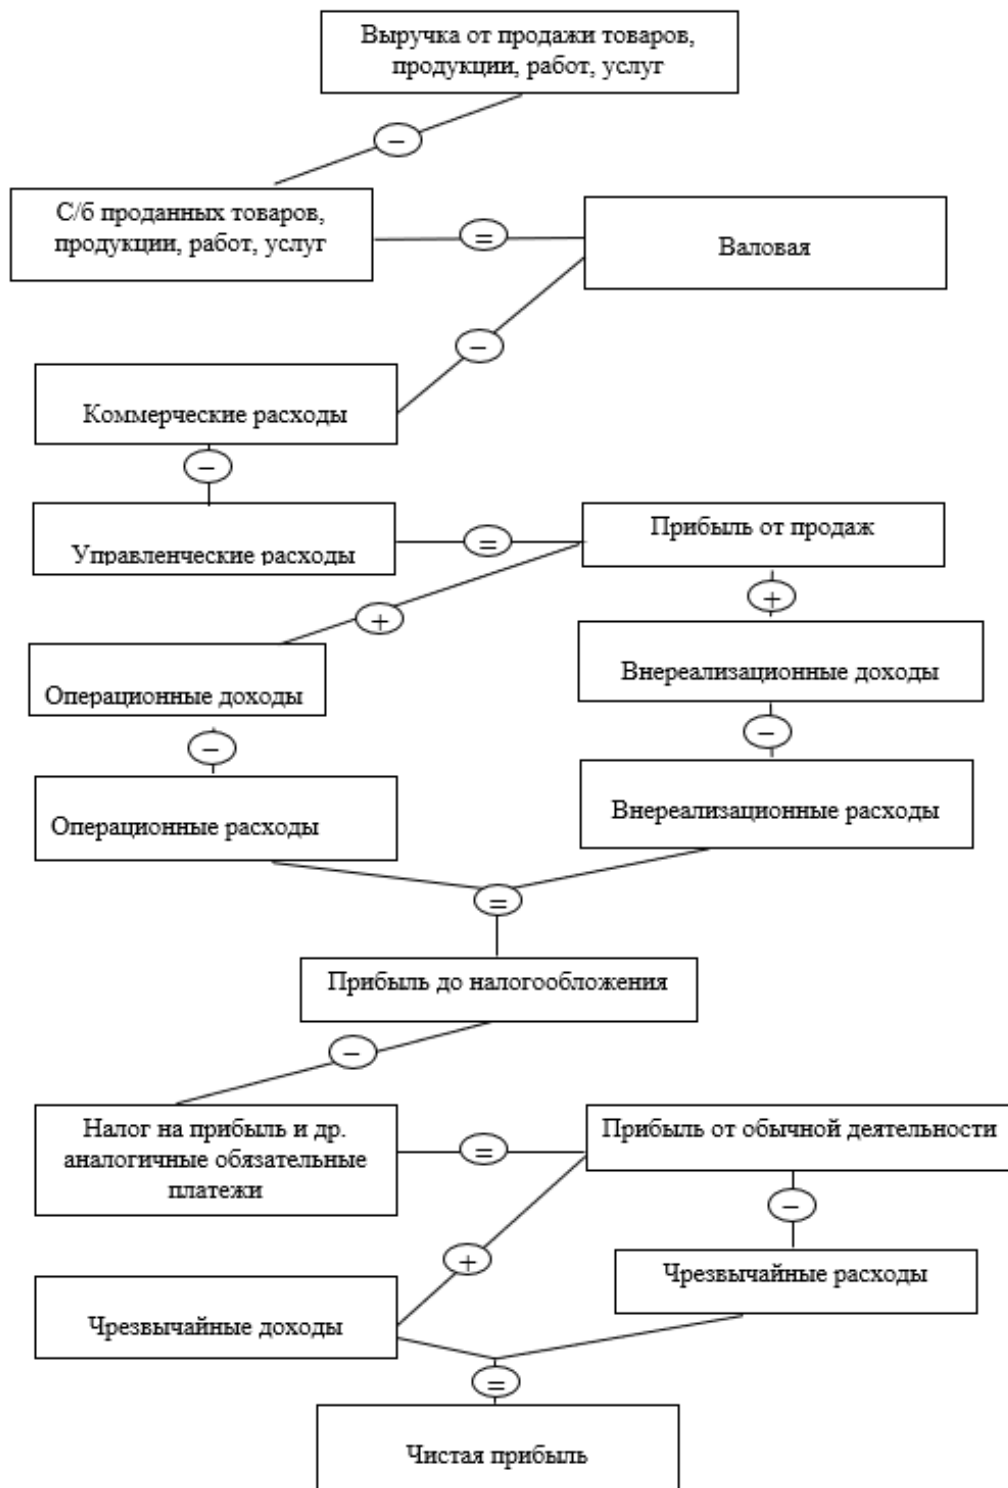 Выручка от продажи товаров,
продукции, работ, услуг
−
С/б проданных товаров,
продукции, работ, услуг
=
Валовая
−
Коммерческие расходы
−
Управленческие расходы
=
Прибыль от продаж
+
+
Операционные доходы
Внереализационные доходы
−
−
Операционные расходы
Внереализационные расходы
=
Прибыль до налогообложения
−
Налог на прибыль и др.
аналогичные обязательные
платежи
=
Прибыль от обычной деятельности
−
+
Чрезвычайные расходы
Чрезвычайные доходы
=
Чистая прибыль